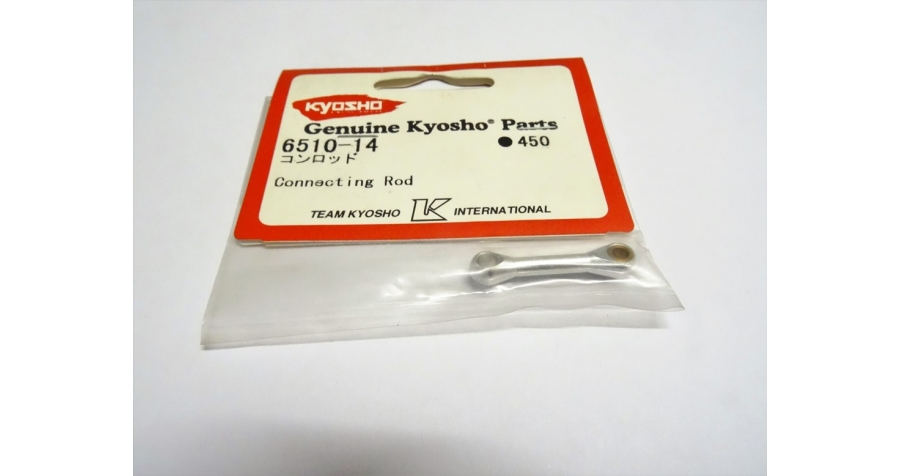 KYOSHO
Genuine Kyosho® Parts
6510-14 ●450
コンロッド
Connecting Rod
TEAM KYOSHO K INTERNATIONAL